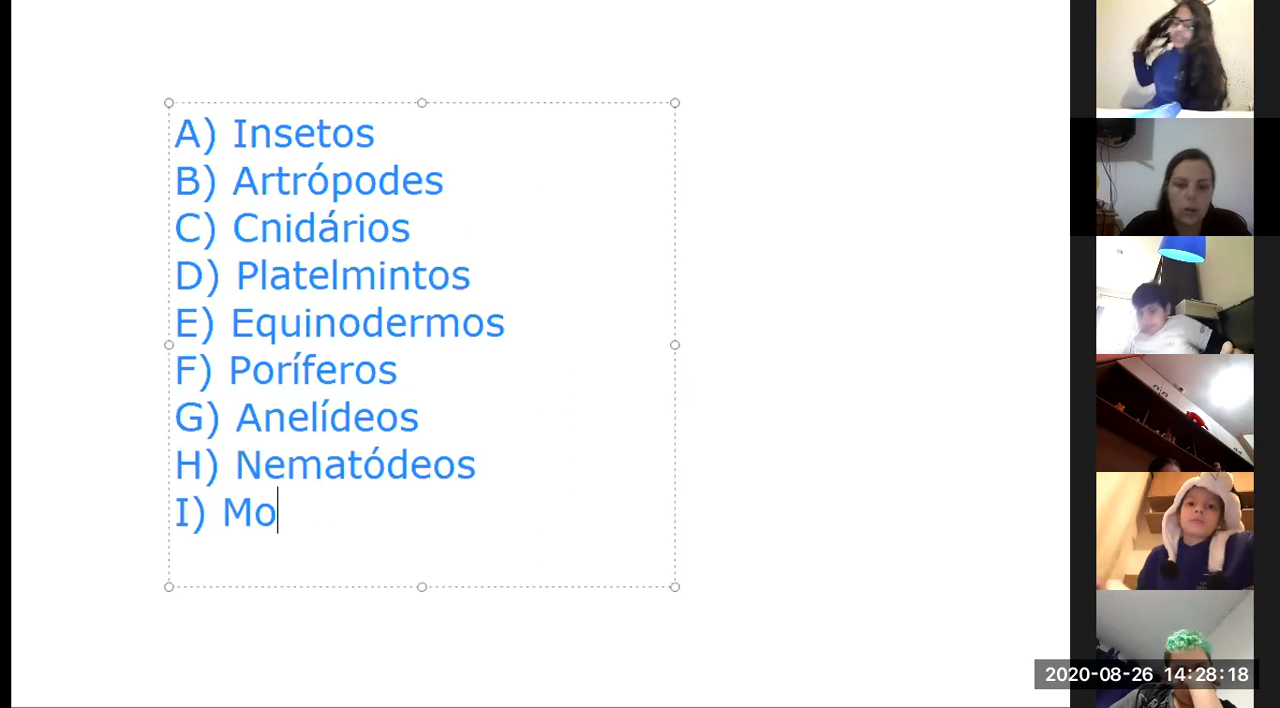 A) Insetos
B) Artrópodes
C) Cnidários
D) Platelmintos
E) Equinodermos
F) Poríferos
G) Anelídeos
H) Nematódeos
I) Mo
2020-08-26 14:28:18